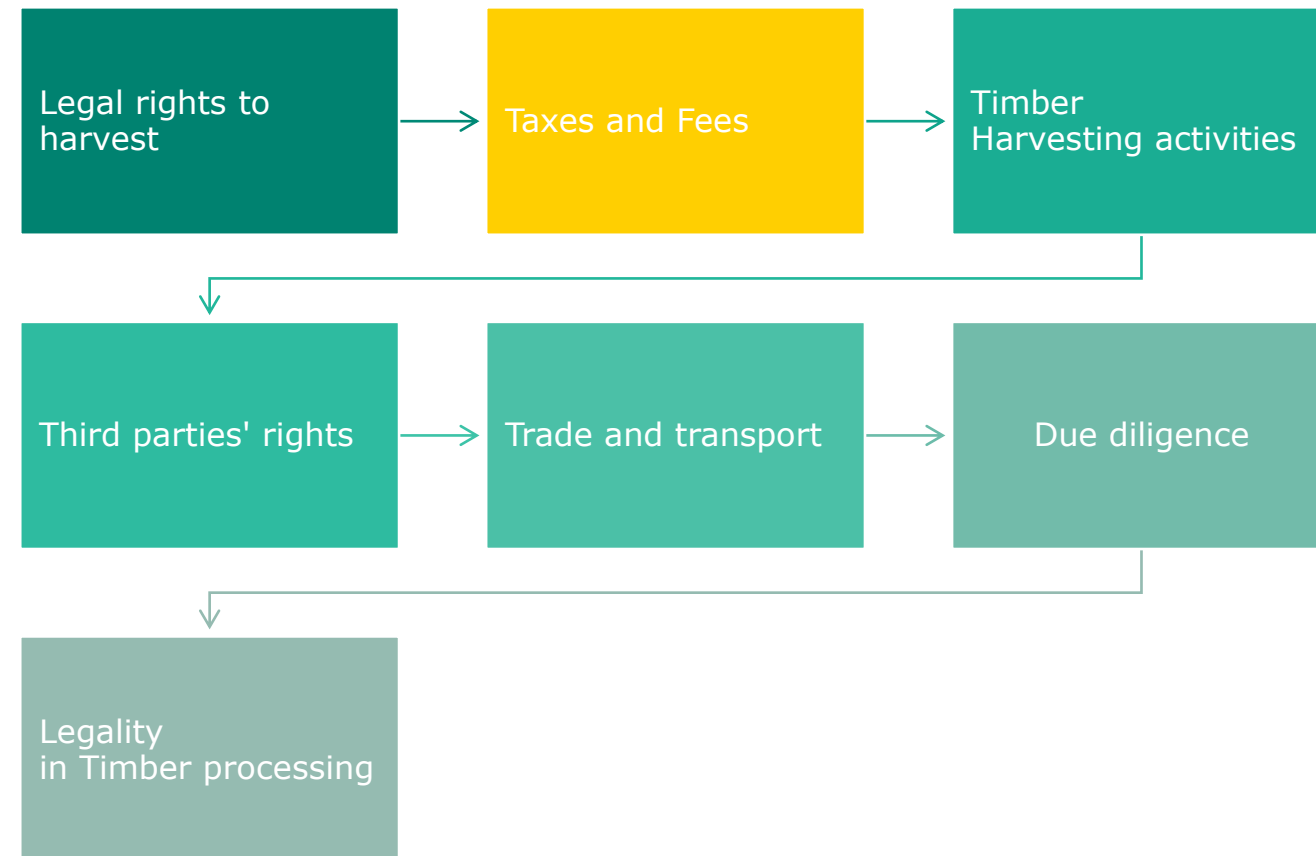 Legal rights to
harvest
Taxes and Fees
Timber
Harvesting activities
Third parties' rights
Trade and transport
Due diligence
Legality
in Timber processing